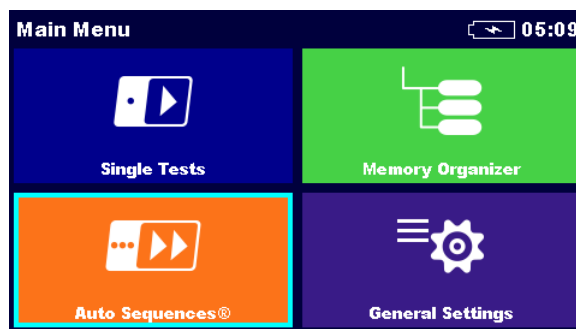 Main Menu 05:09
Single Tests Memory Organizer
Auto Sequences® General Settings